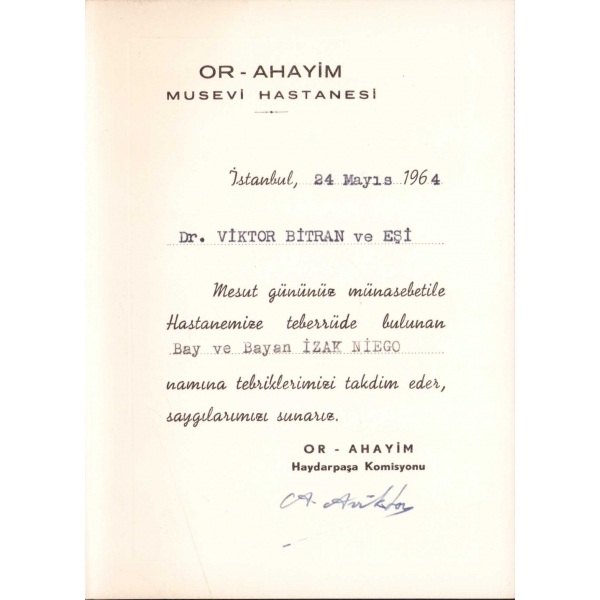 OR - AHAYİM
MUSEVİ HASTANESİ
İstanbul, 24 Mayıs 1964
Dr. VİKTOR BİTRAN ve EŞİ
Mesut gününüz münasebetile
Hastanemize teberrüde bulunan
Bay ve Bayan İZAK NİEGO
namına tebriklerimizi takdim eder,
saygılarımızı sunarız.
OR - AHAYİM
Haydarpaşa Komisyonu